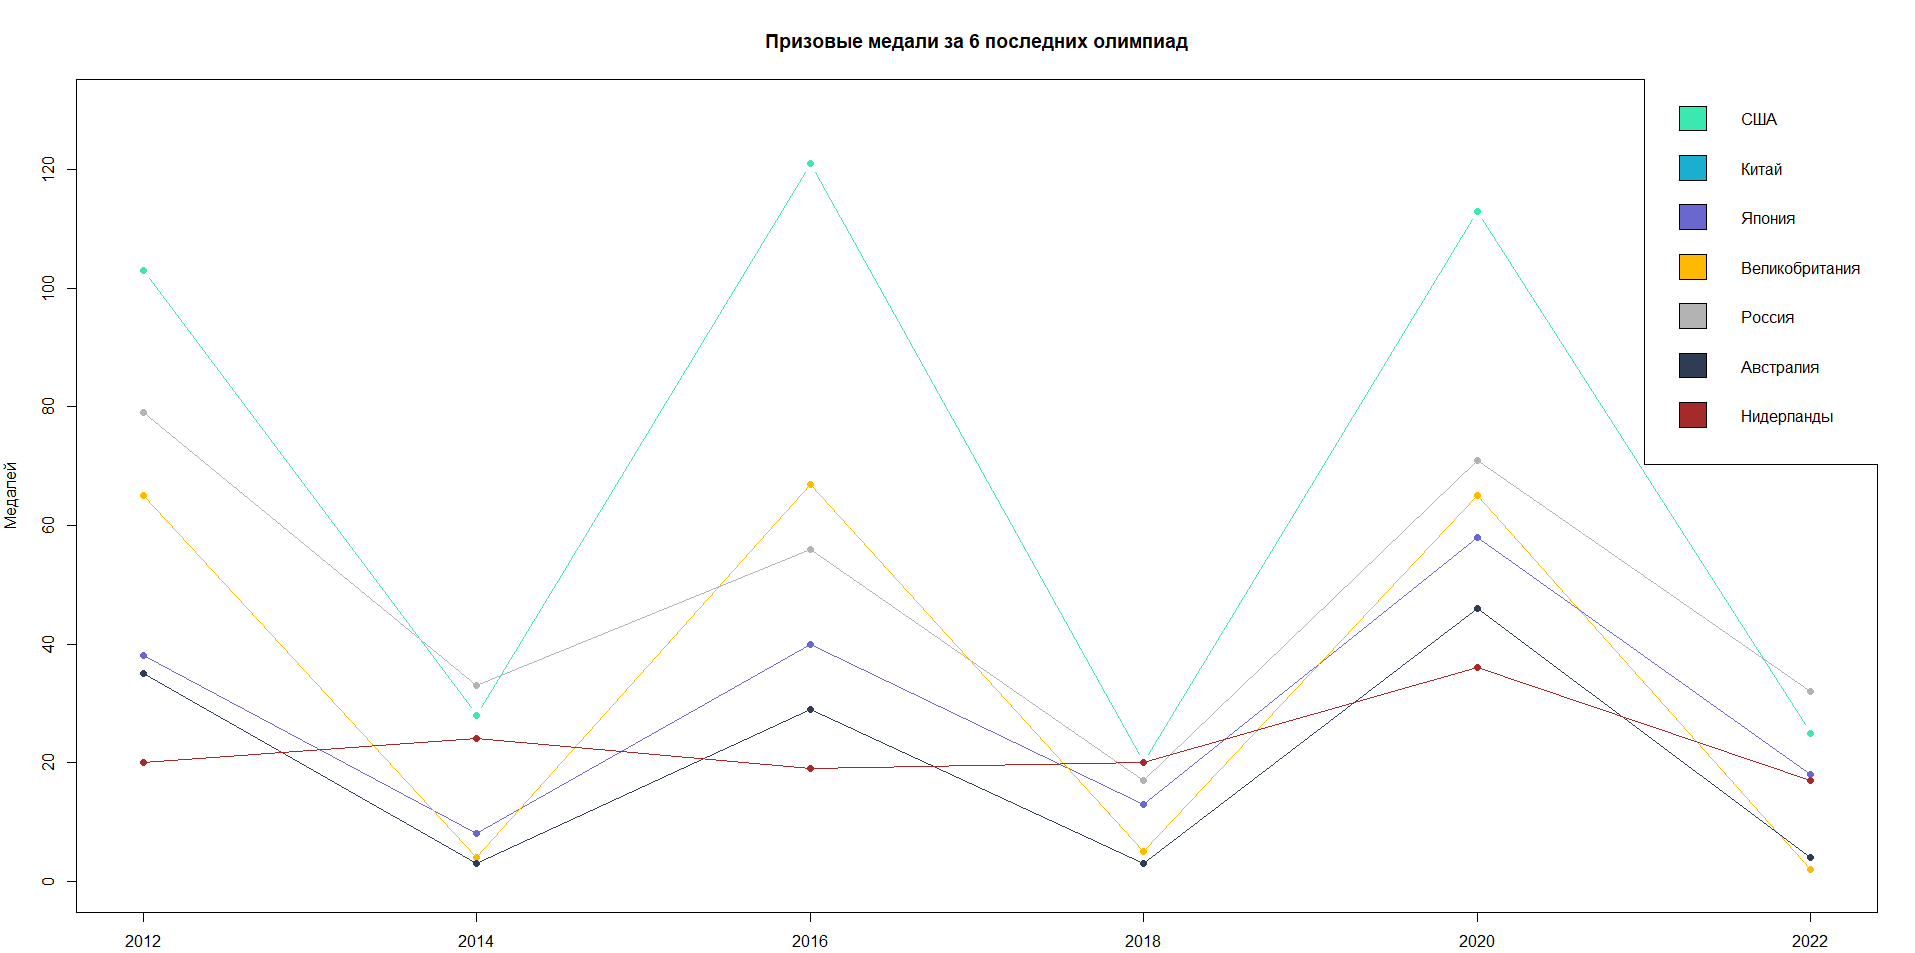 Призовые медали за 6 последних олимпиад
США
Китай
Япония
Великобритания
Россия
Австралия
Нидерланды
Медалей
120
100
80
60
40
20
0
2012 2014 2016 2018 2020 2022